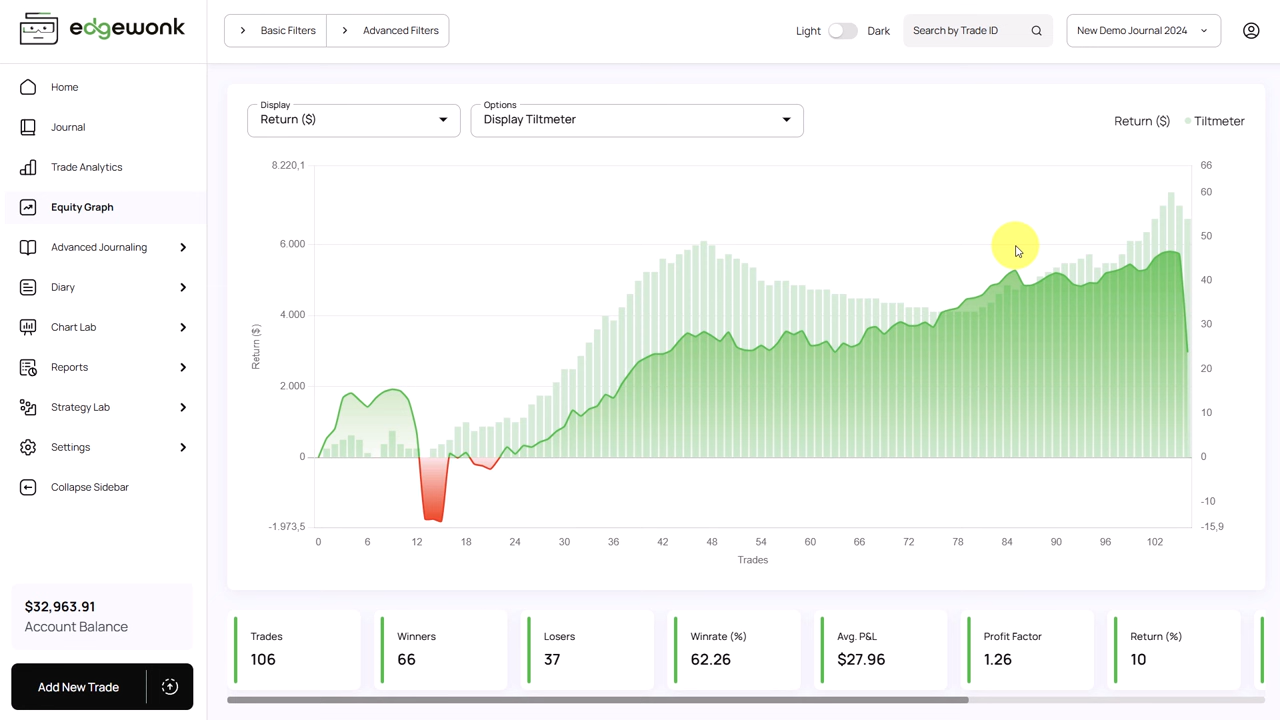 edgewonk
Basic Filters
Advanced Filters
Light
Dark
Search by Trade ID
New Demo Journal 2024
Home
Journal
Trade Analytics
Equity Graph
Advanced Journaling
Diary
Chart Lab
Reports
Strategy Lab
Settings
Collapse Sidebar
$32,963.91
Account Balance
Add New Trade
Display
Return ($)
Options
Display Tiltmeter
Return ($)
Tiltmeter
8.220,1
6.000
4.000
2.000
0
-1.973,5
Return ($)
66
60
50
40
30
20
10
0
-10
-15,9
0 6 12 18 24 30 36 42 48 54 60 66 72 78 84 90 96 102
Trades
Trades
106
Winners
66
Losers
37
Winrate (%)
62.26
Avg. P&L
$27.96
Profit Factor
1.26
Return (%)
10